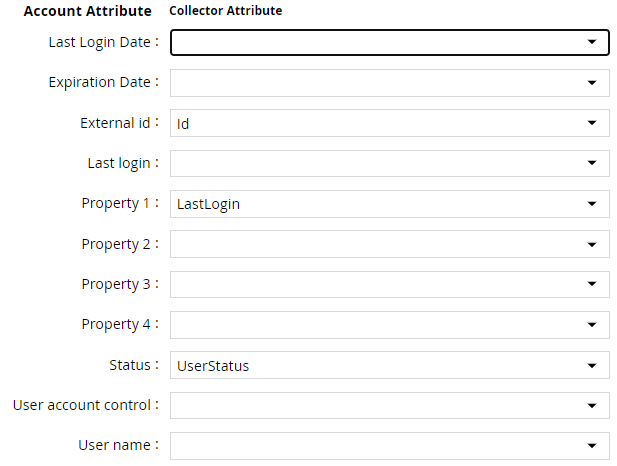 Account Attribute Collector Attribute
Last Login Date :
Expiration Date :
External id : Id
Last login :
Property 1 : LastLogin
Property 2 :
Property 3 :
Property 4 :
Status : UserStatus
User account control :
User name :